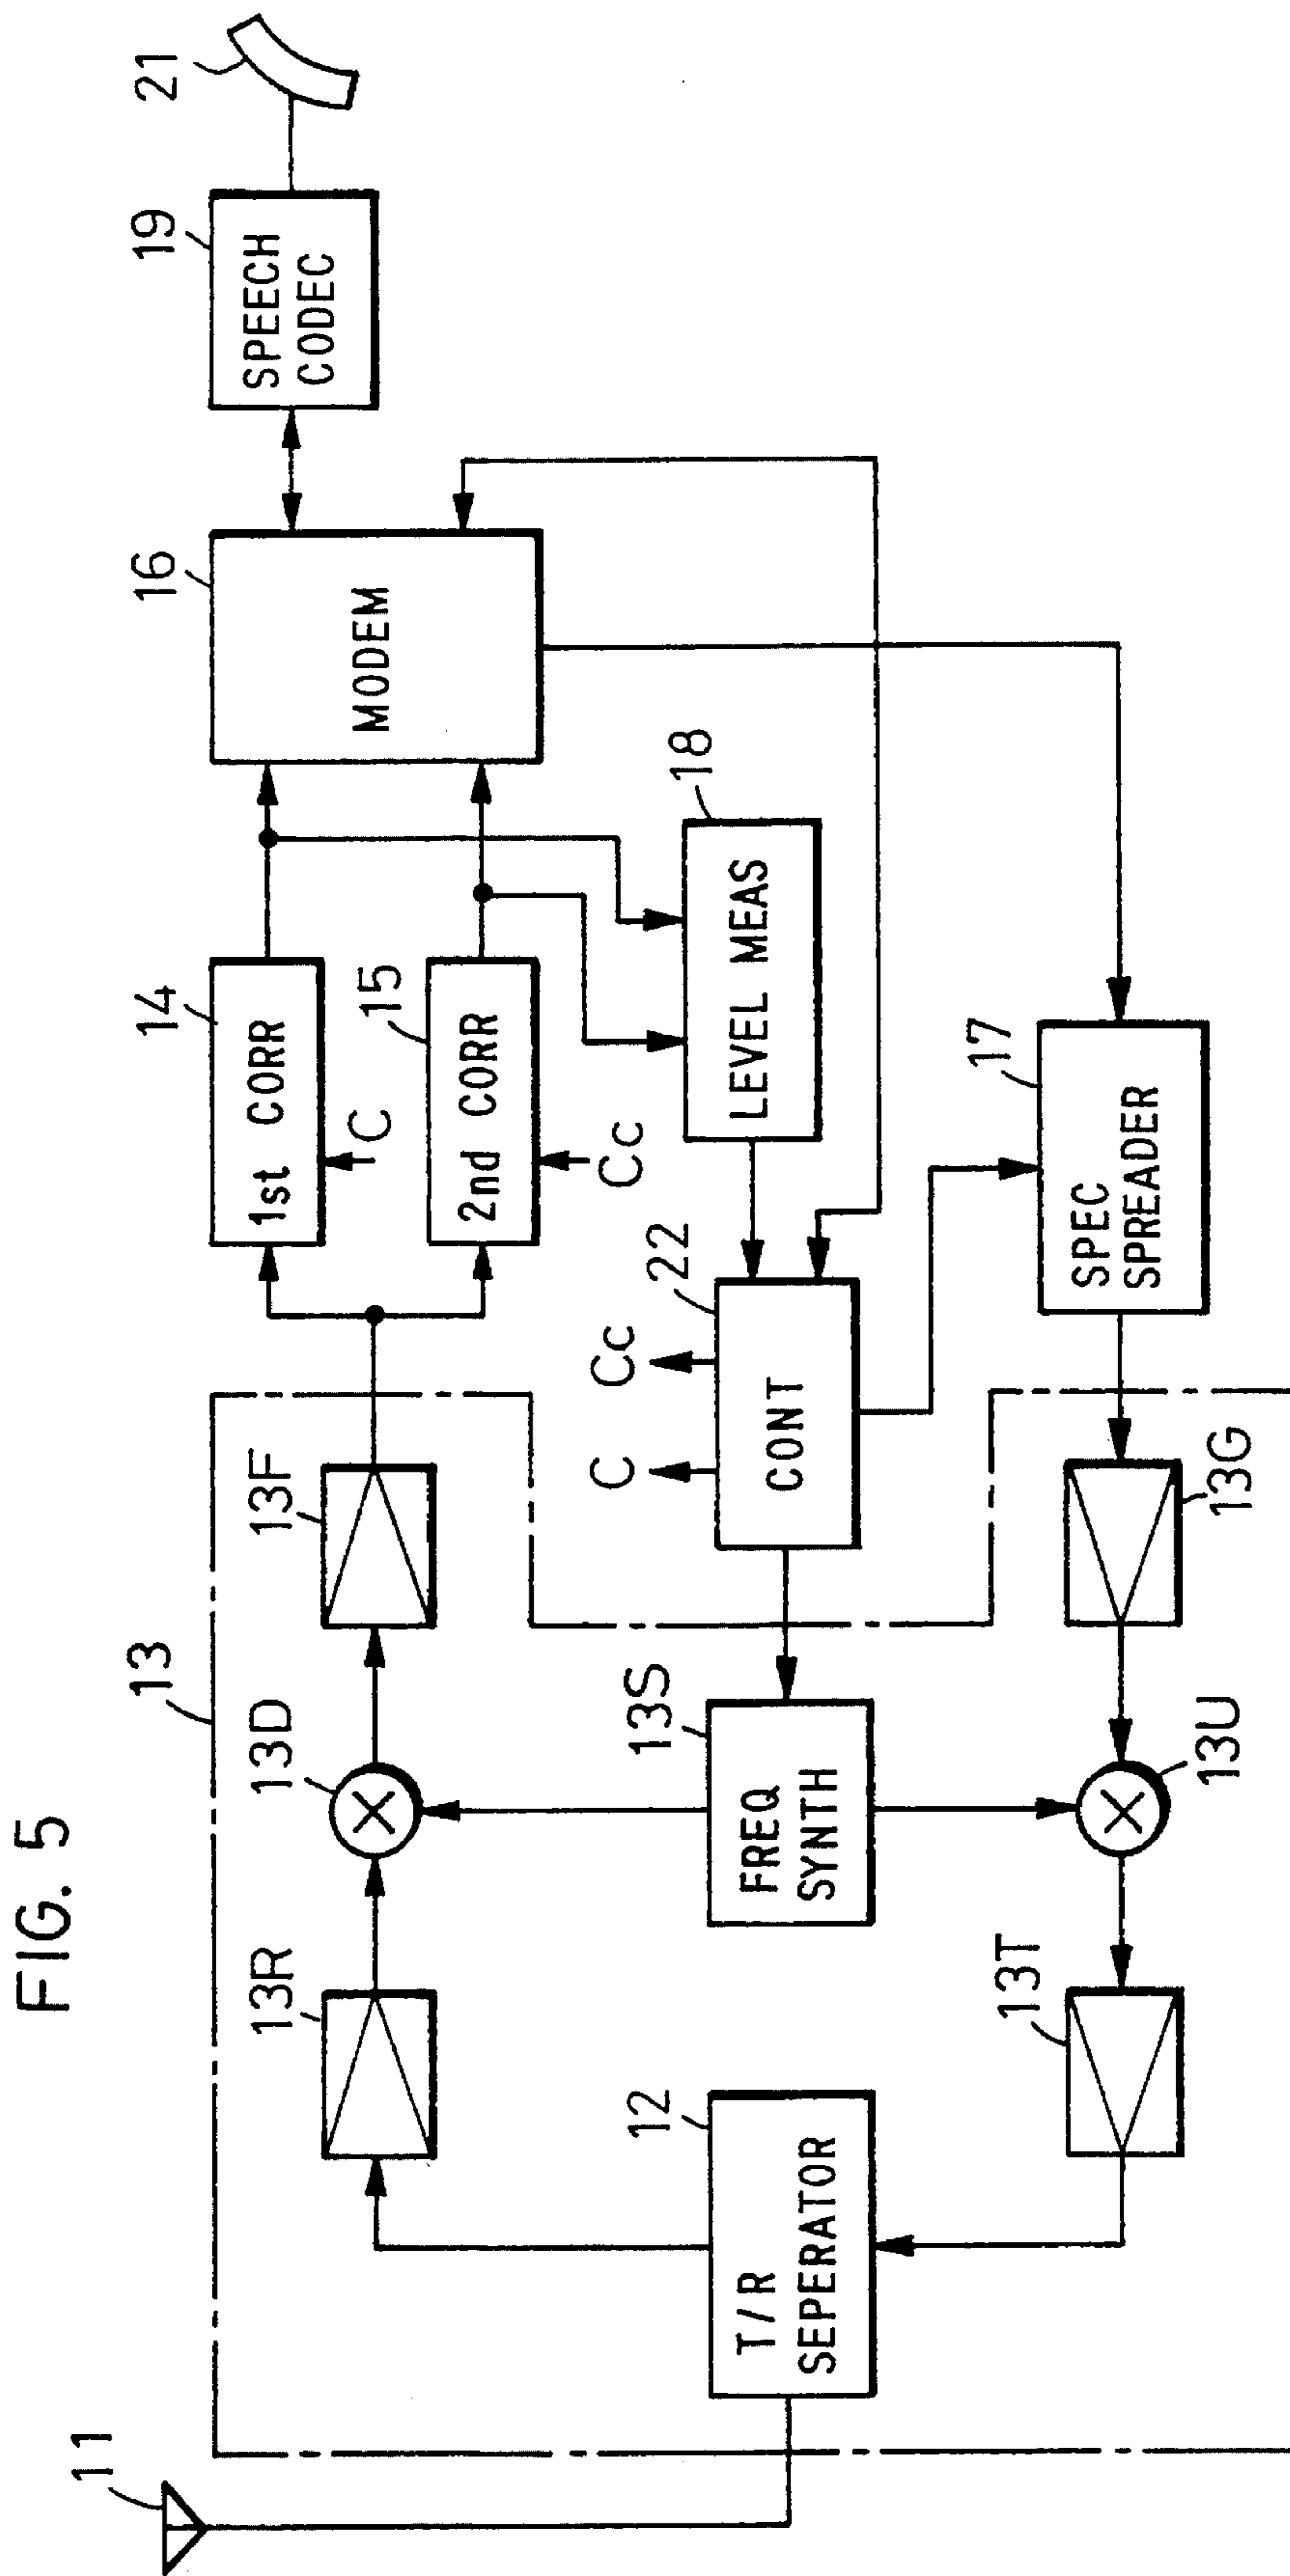 FIG. 5
11
13
13R
13D
13F
14
1st CORR
C
15
2nd CORR
Cc
16
MODEM
19
SPEECH
CODEC
21
12
T/R
SEPERATOR
13S
FREQ
SYNTH
C
Cc
22
CONT
18
LEVEL MEAS
13T
13U
13G
17
SPEC
SPREADER